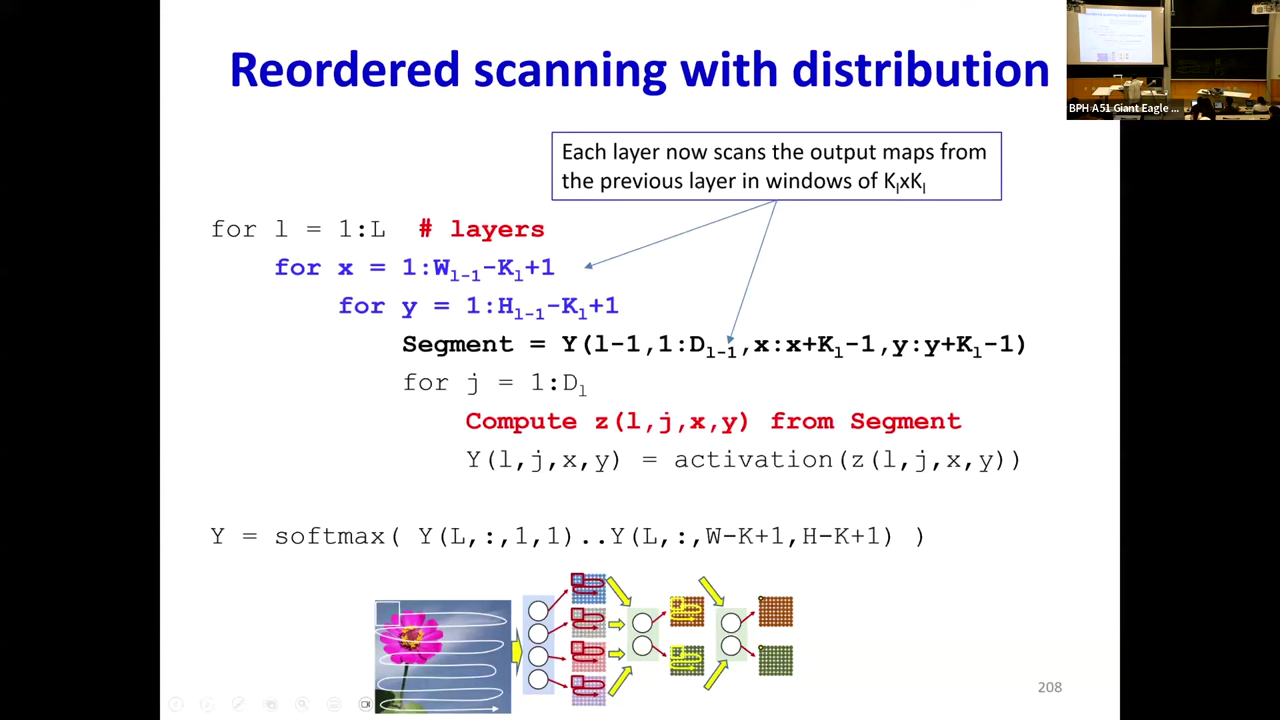 Reordered scanning with distribution
BPH A51 Giant Eagle ...
Each layer now scans the output maps from
the previous layer in windows of KlxKl
for l = 1:L # layers
for x = 1:Wl-1-Kl+1
for y = 1:Hl-1-Kl+1
Segment = Y(l-1,1:Dl-1,x:x+Kl-1,y:y+Kl-1)
for j = 1:Dl
Compute z(l,j,x,y) from Segment
Y(l,j,x,y) = activation(z(l,j,x,y))
Y = softmax( Y(L,:,1,1)..Y(L,:,W-K+1,H-K+1) )
208